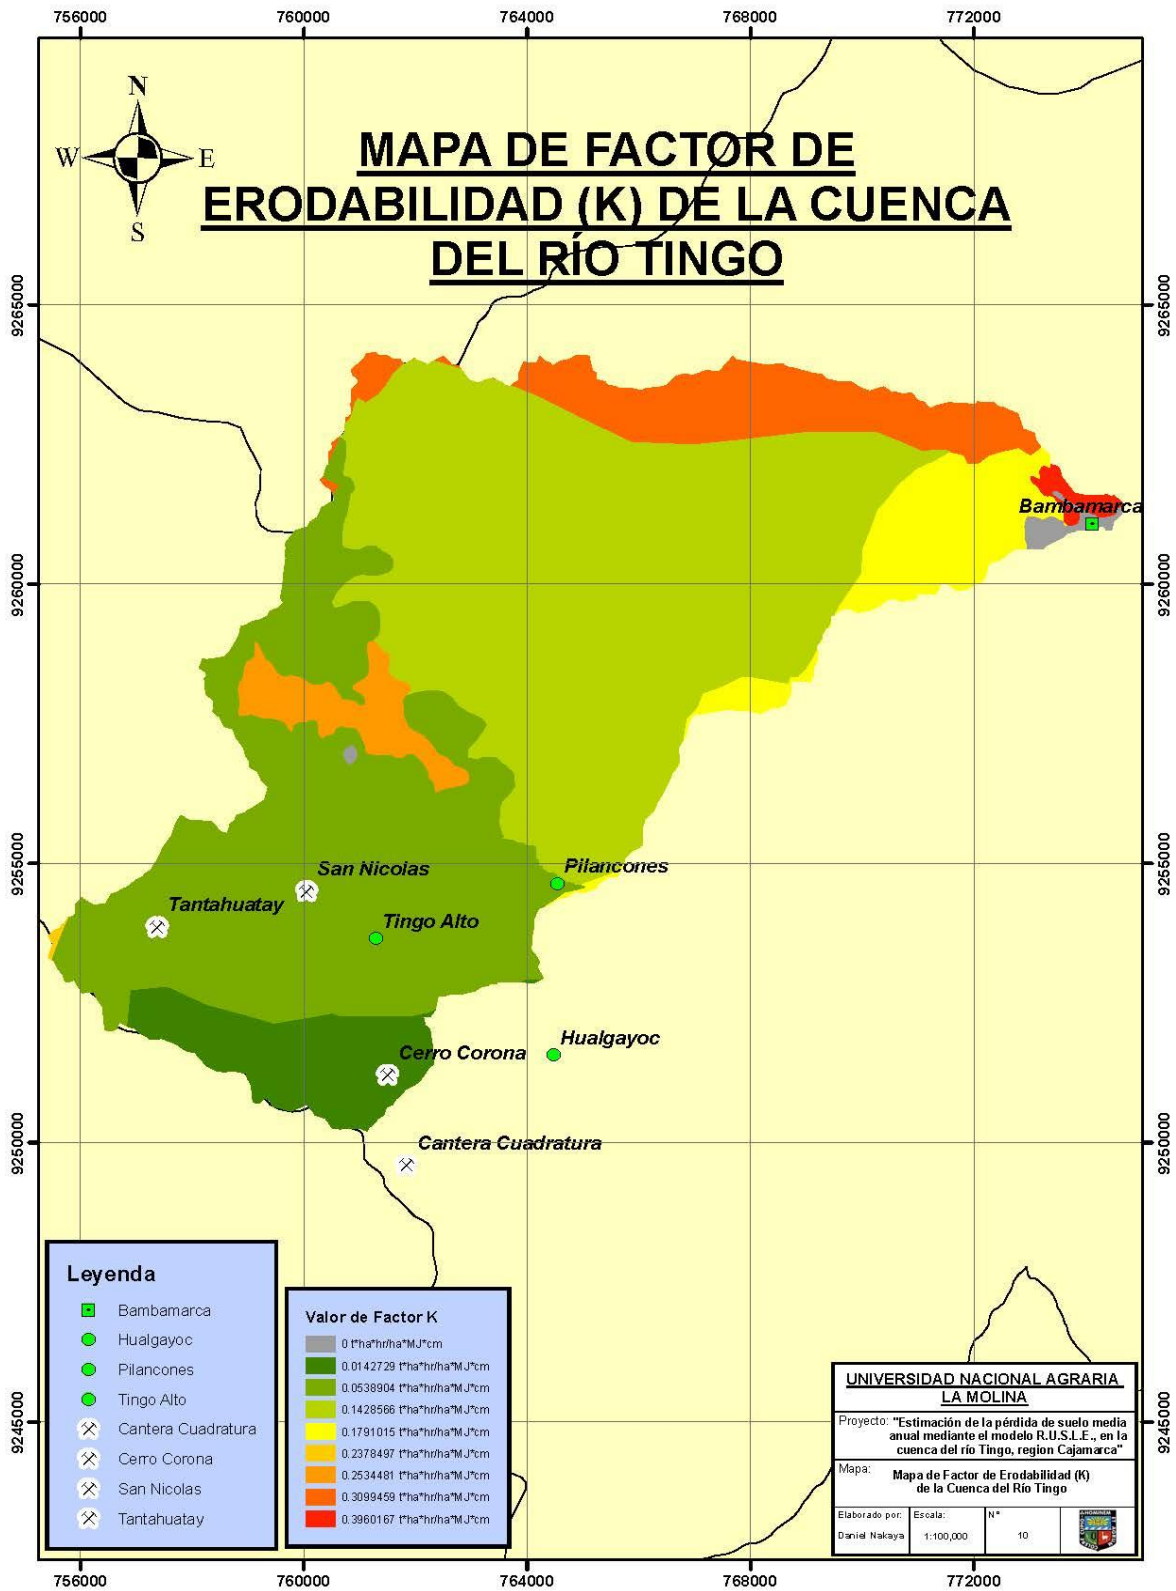 756000
760000
764000
768000
772000
N
W
E
S
MAPA DE FACTOR DE
ERODABILIDAD (K) DE LA CUENCA
DEL RÍO TINGO
9265000
9265000
Bambamarca
9260000
9260000
9255000
9255000
San Nicolas
Pilancones
Tantahuatay
Tingo Alto
Hualgayoc
Cerro Corona
9250000
9250000
Cantera Cuadratura
9245000
9245000
Leyenda
Bambamarca
Hualgayoc
Pilancones
Tingo Alto
Cantera Cuadratura
Cerro Corona
San Nicolas
Tantahuatay
Valor de Factor K
0 t*ha*hr/ha*MJ*cm
0.0142729 t*ha*hr/ha*MJ*cm
0.0538904 t*ha*hr/ha*MJ*cm
0.1428566 t*ha*hr/ha*MJ*cm
0.1791015 t*ha*hr/ha*MJ*cm
0.2378497 t*ha*hr/ha*MJ*cm
0.2534481 t*ha*hr/ha*MJ*cm
0.3099459 t*ha*hr/ha*MJ*cm
0.3960167 t*ha*hr/ha*MJ*cm
UNIVERSIDAD NACIONAL AGRARIA
LA MOLINA
Proyecto: "Estimación de la pérdida de suelo media
anual mediante el modelo R.U.S.L.E., en la
cuenca del río Tingo, region Cajamarca"
Mapa: Mapa de Factor de Erodabilidad (K)
de la Cuenca del Río Tingo
Elaborado por:
Daniel Nakaya
Escala:
1:100,000
N°
10
756000
760000
764000
768000
772000